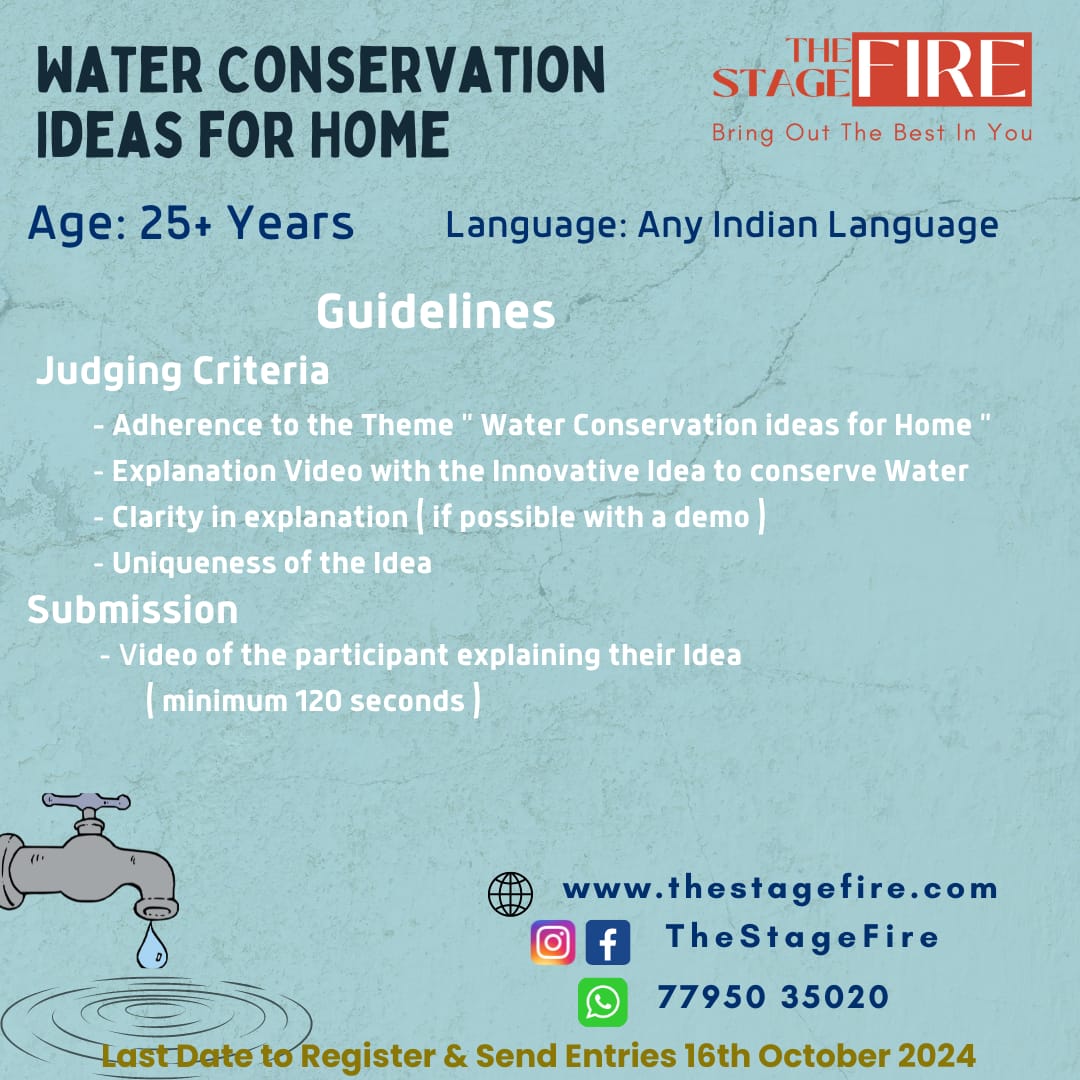 WATER CONSERVATION
IDEAS FOR HOME
THE
STAGE FIRE
Bring Out The Best In You
Age: 25+ Years
Language: Any Indian Language
Guidelines
Judging Criteria
- Adherence to the Theme " Water Conservation ideas for Home "
- Explanation Video with the Innovative Idea to conserve Water
- Clarity in explanation ( if possible with a demo )
- Uniqueness of the Idea
Submission
- Video of the participant explaining their Idea
( minimum 120 seconds )
www.thestagefire.com
TheStageFire
77950 35020
Last Date to Register & Send Entries 16th October 2024